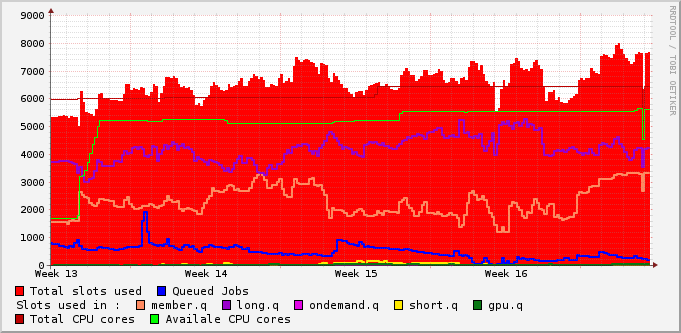 9000
8000
7000
6000
5000
4000
3000
2000
1000
0
Week 13 Week 14 Week 15 Week 16
Total slots used Queued Jobs
Slots used in : member.q long.q ondemand.q short.q gpu.q
Total CPU cores Availale CPU cores
RRDTOOL / TOBI OETIKER